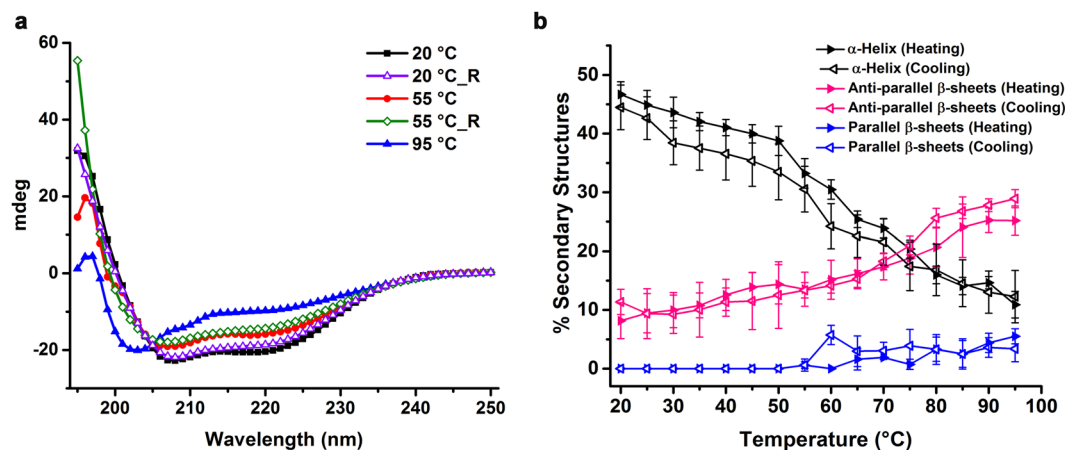 a
60
40
20
0
-20
mdeg
200
210
220
230
240
250
Wavelength (nm)
20 °C
20 °C_R
55 °C
55 °C_R
95 °C
b
50
40
30
20
10
0
% Secondary Structures
20
30
40
50
60
70
80
90
100
Temperature (°C)
α-Helix (Heating)
α-Helix (Cooling)
Anti-parallel β-sheets (Heating)
Anti-parallel β-sheets (Cooling)
Parallel β-sheets (Heating)
Parallel β-sheets (Cooling)